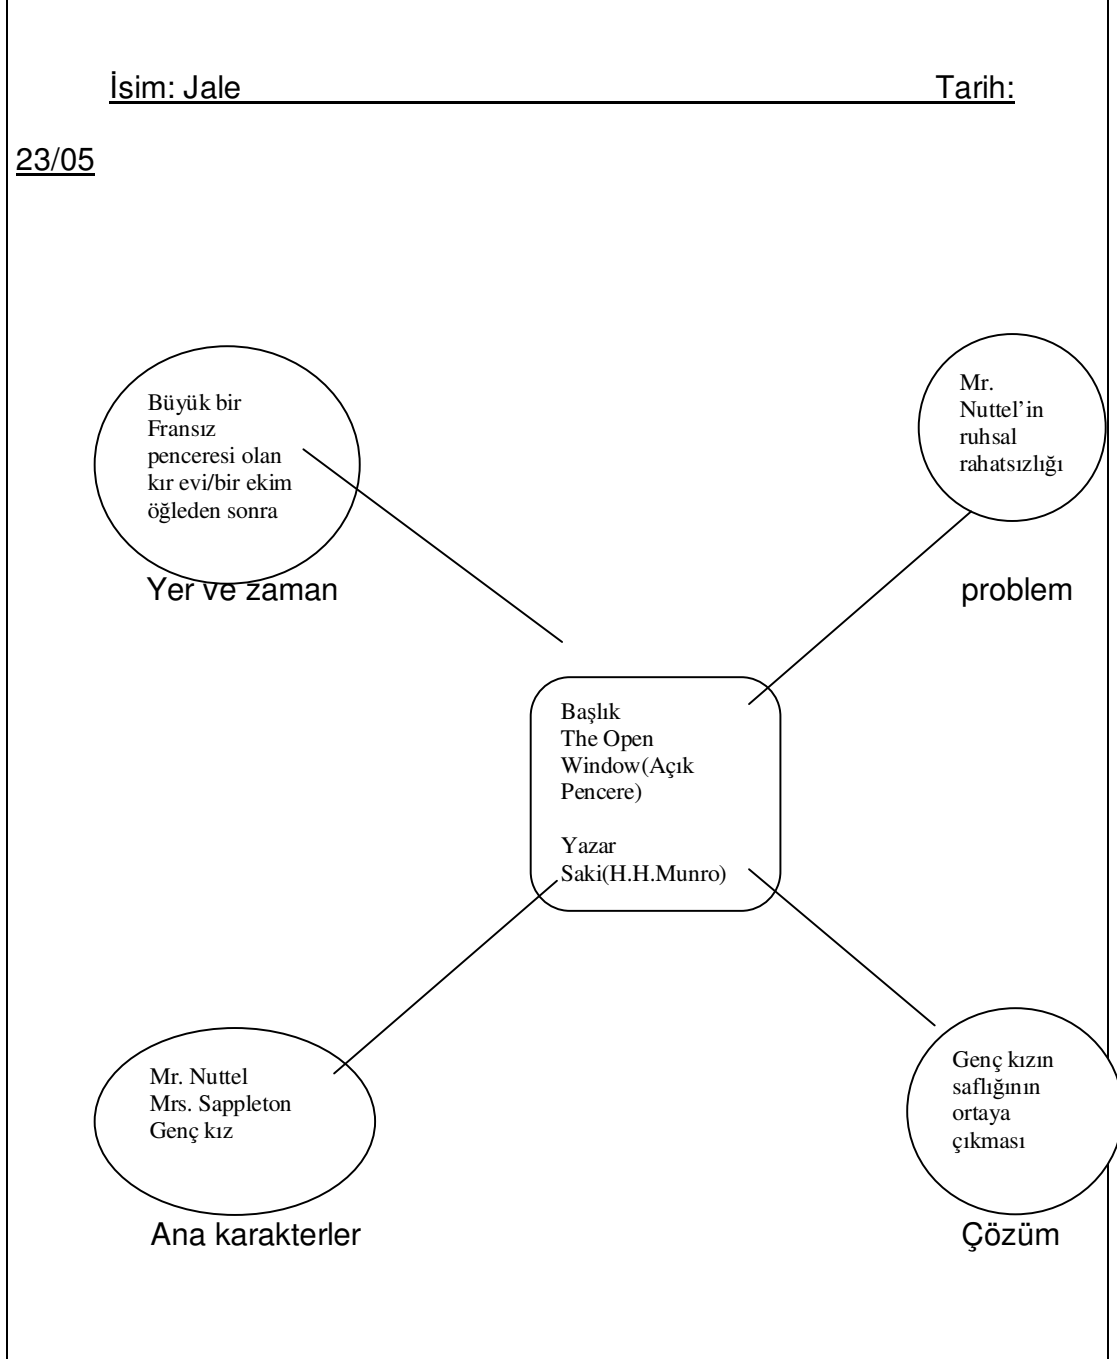 İsim: Jale Tarih:
23/05
Büyük bir
Fransız
penceresi olan
kır evi/bir ekim
öğleden sonra
Yer ve zaman
Mr.
Nuttel’in
ruhsal
rahatsızlığı
problem
Başlık
The Open
Window(Açık
Pencere)
Yazar
Saki(H.H.Munro)
Mr. Nuttel
Mrs. Sappleton
Genç kız
Ana karakterler
Genç kızın
saflığının
ortaya
çıkması
Çözüm